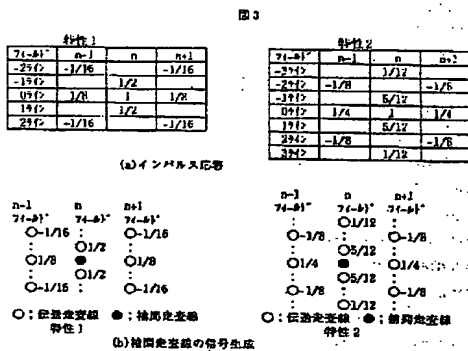 図3
特性1
フィールド n-1 n n+1
-2ライン -1/16 -1/16
-1ライン 1/2
0ライン 1/8 1 1/8
1ライン 1/2
2ライン -1/16 -1/16
特性2
フィールド n-1 n n+1
-3ライン 1/12
-2ライン -1/8 -1/8
-1ライン 5/12
0ライン 1/4 1 1/4
1ライン 5/12
2ライン -1/8 -1/8
3ライン 1/12
(a)インパルス応答
n-1 n n+1
フィールド フィールド フィールド
○-1/16 ○-1/16
○1/2
○1/8 ● ○1/8
○1/2
○-1/16 ○-1/16
○:伝送走査線 ●:補間走査線
特性1
n-1 n n+1
フィールド フィールド フィールド
○1/12
○-1/8 ○-1/8
○5/12
○1/4 ● ○1/4
○5/12
○-1/8 ○-1/8
○1/12
○:伝送走査線 ●:補間走査線
特性2
(b)補間走査線の信号生成